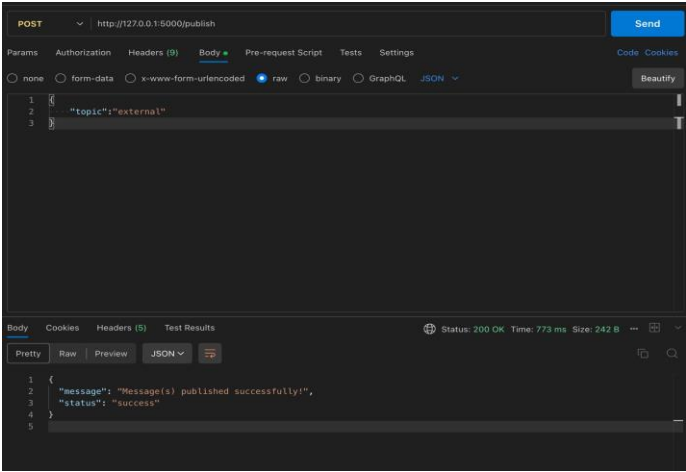 POST http://127.0.0.1:5000/publish Send
Params Authorization Headers (9) Body Pre-request Script Tests Settings Code Cookies
none form-data x-www-form-urlencoded raw binary GraphQL JSON Beautify
1 {
2 "topic":"external"
3 }
Body Cookies Headers (5) Test Results Status: 200 OK Time: 773 ms Size: 242 B
Pretty Raw Preview JSON
1 {
2 "message": "Message(s) published successfully!",
3 "status": "success"
4 }
5